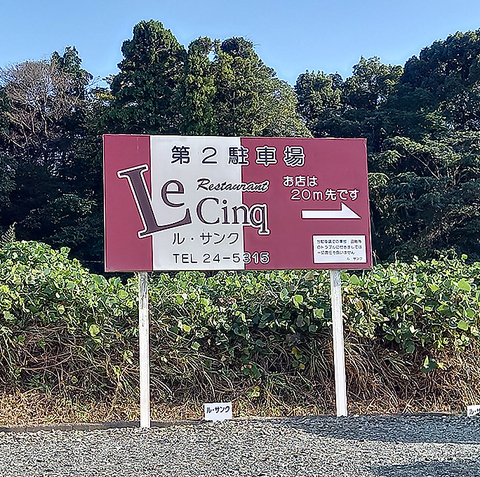 第2駐車場
Le
Restaurant
Cinq
ル・サンク
TEL 24-5315
お店は
20m先です
ル・サンク